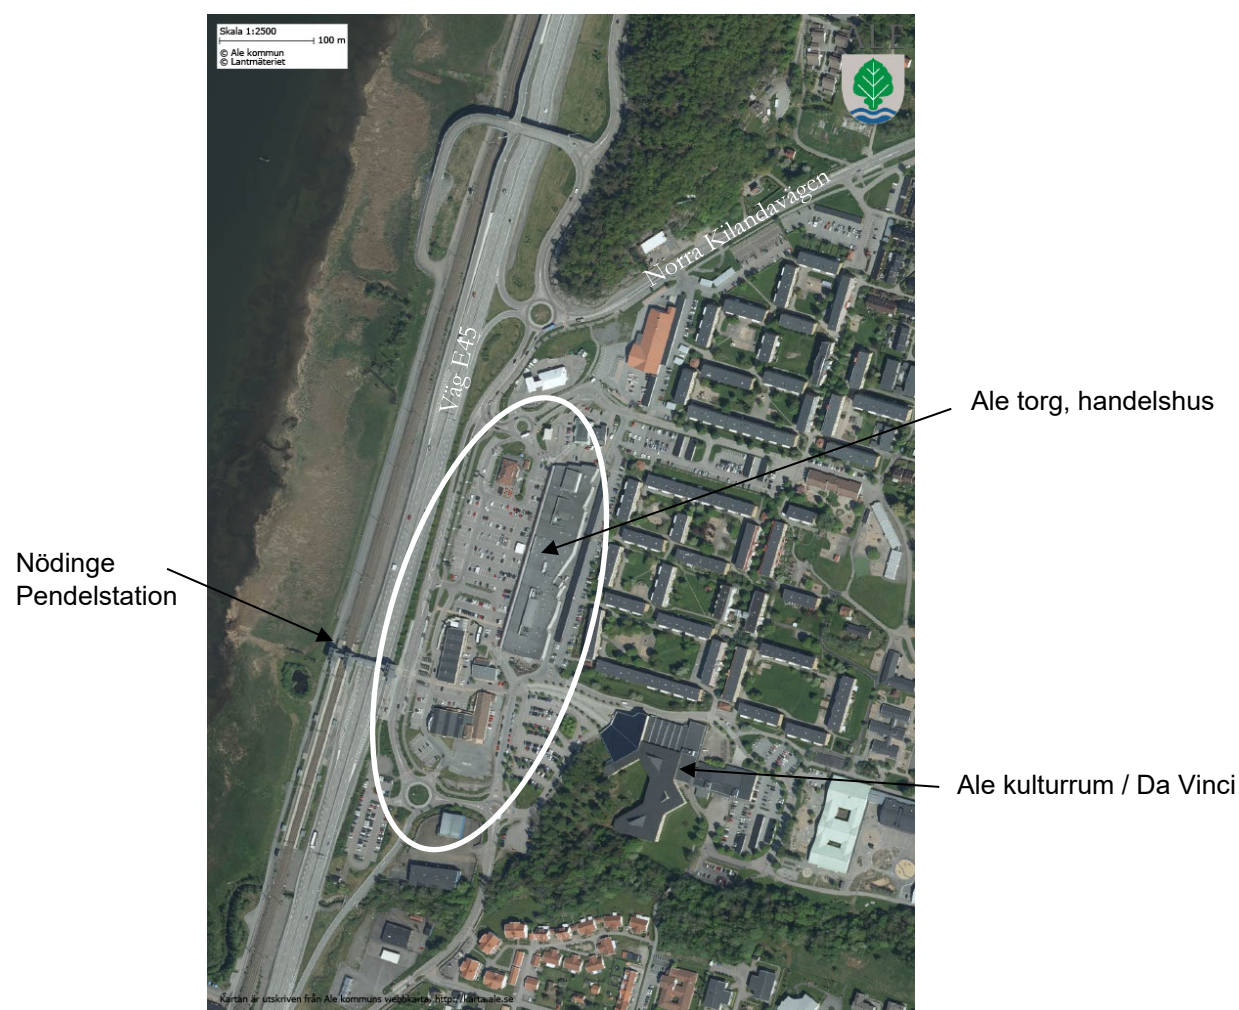 Skala 1:2500
100 m
© Ale kommun
© Lantmäteriet
Norra Kilandavägen
Väg E45
Ale torg, handelshus
Nödinge
Pendelstation
Ale kulturrum / Da Vinci
Kartan är utskriven från Ale kommuns webbkarta, http://karta.ale.se